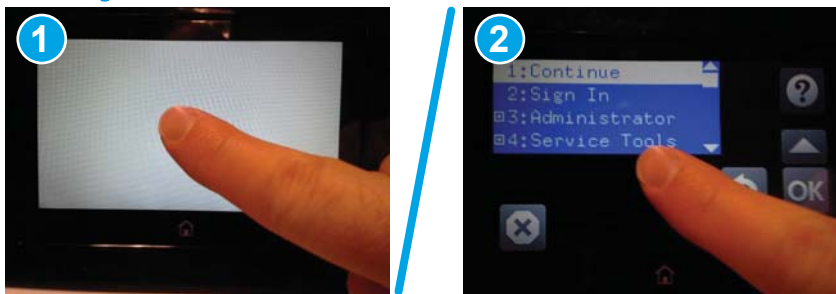 1
2
1:Continue
2:Sign In
3:Administrator
4:Service Tools
?
OK